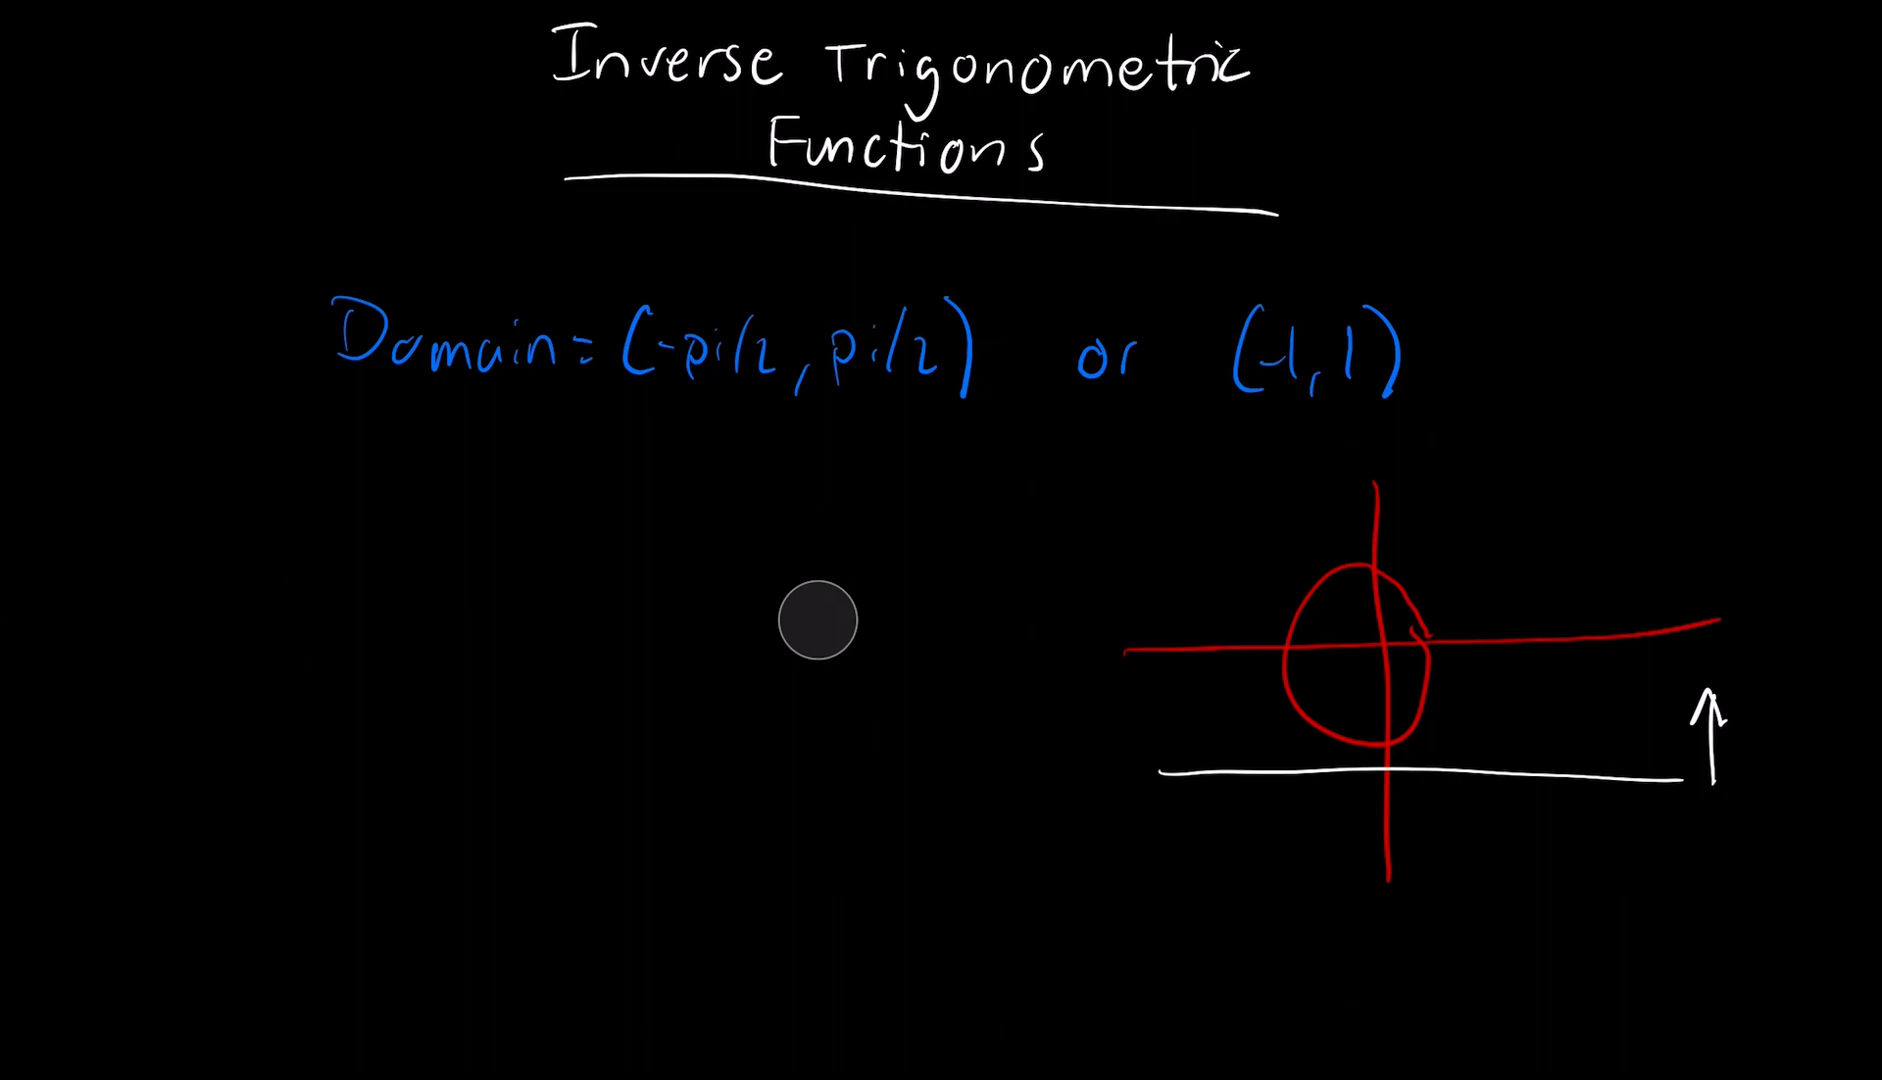 Inverse Trigonometric
Functions
Domain = (-pi/2, pi/2) or (-1, 1)